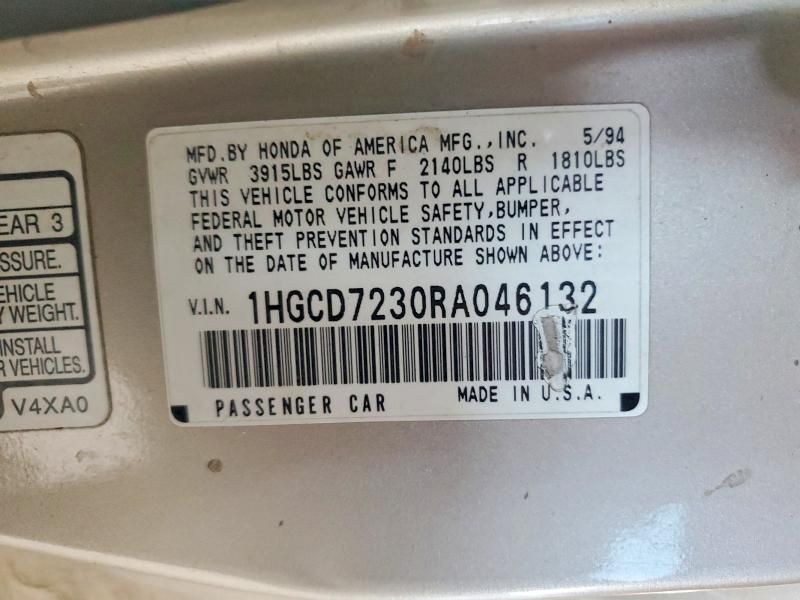 EAR 3
SSURE.
EHICLE
Y WEIGHT.
INSTALL
R VEHICLES.
V4XA0
MFD.BY HONDA OF AMERICA MFG.,INC. 5/94
GVWR 3915LBS GAWR F 2140LBS R 1810LBS
THIS VEHICLE CONFORMS TO ALL APPLICABLE
FEDERAL MOTOR VEHICLE SAFETY,BUMPER,
AND THEFT PREVENTION STANDARDS IN EFFECT
ON THE DATE OF MANUFACTURE SHOWN ABOVE:
V.I.N. 1HGCD7230RA046132
PASSENGER CAR MADE IN U.S.A.